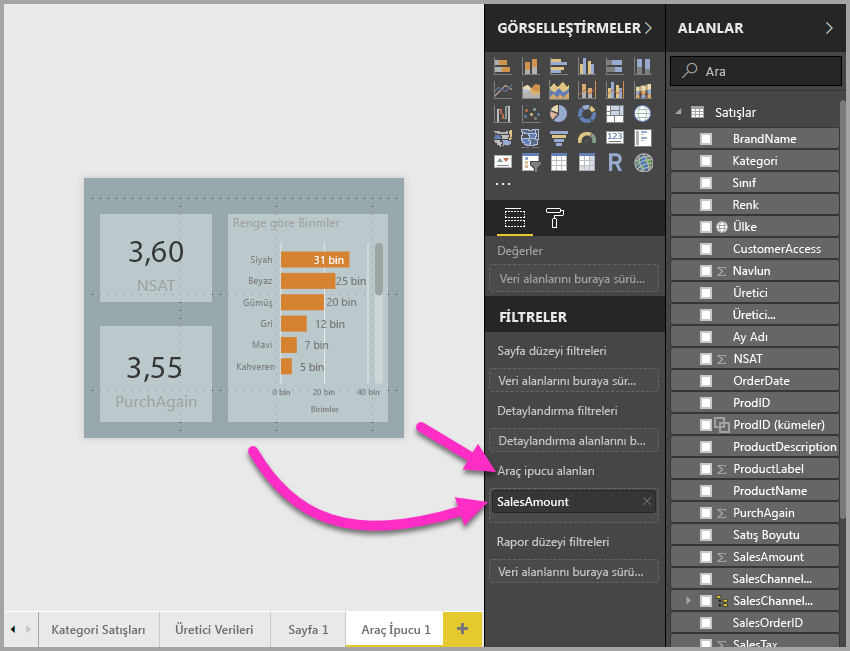 GÖRSELLEŞTİRMELER
ALANLAR
Ara
Satışlar
BrandName
Kategori
Sınıf
Renk
Ülke
CustomerAccess
Navlun
Üretici
Üretici...
Ay Adı
NSAT
OrderDate
ProdID
ProdID (kümeler)
ProductDescription
ProductLabel
ProductName
PurchAgain
Satış Boyutu
SalesAmount
SalesChannel...
SalesChannel...
SalesOrderID
SalesTax
123
R
Değerler
Veri alanlarını buraya sürü...
FİLTRELER
Sayfa düzeyi filtreleri
Veri alanlarını buraya sür...
Detaylandırma filtreleri
Detaylandırma alanlarını b...
Araç ipucu alanları
SalesAmount
Rapor düzeyi filtreleri
Veri alanlarını buraya sürü...
3,60
NSAT
3,55
PurchAgain
Renge göre Birimler
Siyah 31 bin
Beyaz 25 bin
Gümüş 20 bin
Gri 12 bin
Mavi 7 bin
Kahveren 5 bin
0 bin 20 bin 40 bin
Birimler
Kategori Satışları
Üretici Verileri
Sayfa 1
Araç İpucu 1